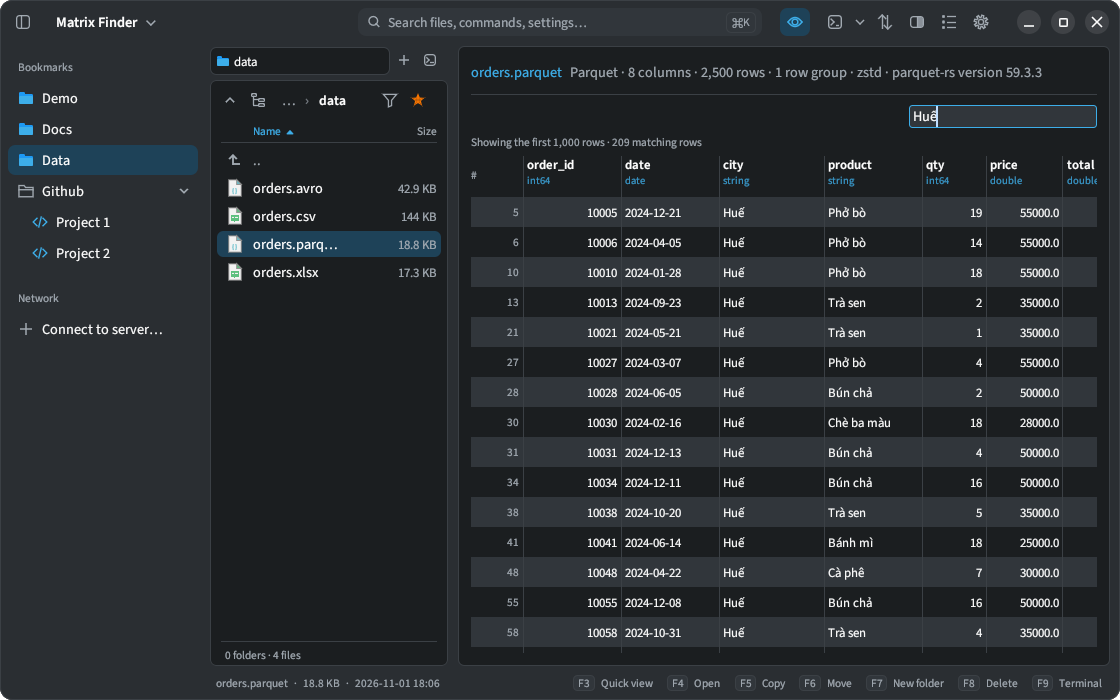 Matrix Finder
Search files, commands, settings…
⌘K
Bookmarks
Demo
Docs
Data
Github
Project 1
Project 2
Network
Connect to server…
data
… › data
Name Size
..
orders.avro 42.9 KB
orders.csv 144 KB
orders.parq… 18.8 KB
orders.xlsx 17.3 KB
0 folders · 4 files
orders.parquet Parquet · 8 columns · 2,500 rows · 1 row group · zstd · parquet-rs version 59.3.3
Huế
Showing the first 1,000 rows · 209 matching rows
# order_id date city product qty price total
int64 date string string int64 double double
5 10005 2024-12-21 Huế Phở bò 19 55000.0
6 10006 2024-04-05 Huế Phở bò 14 55000.0
10 10010 2024-01-28 Huế Phở bò 18 55000.0
13 10013 2024-09-23 Huế Trà sen 2 35000.0
21 10021 2024-05-21 Huế Trà sen 1 35000.0
27 10027 2024-03-07 Huế Phở bò 4 55000.0
28 10028 2024-06-05 Huế Bún chả 2 50000.0
30 10030 2024-02-16 Huế Chè ba màu 18 28000.0
31 10031 2024-12-13 Huế Bún chả 4 50000.0
34 10034 2024-12-11 Huế Bún chả 16 50000.0
38 10038 2024-10-20 Huế Trà sen 5 35000.0
41 10041 2024-06-14 Huế Bánh mì 18 25000.0
48 10048 2024-04-22 Huế Cà phê 7 30000.0
55 10055 2024-12-08 Huế Bún chả 16 50000.0
58 10058 2024-10-31 Huế Trà sen 4 35000.0
orders.parquet · 18.8 KB · 2026-11-01 18:06
F3 Quick view F4 Open F5 Copy F6 Move F7 New folder F8 Delete F9 Terminal